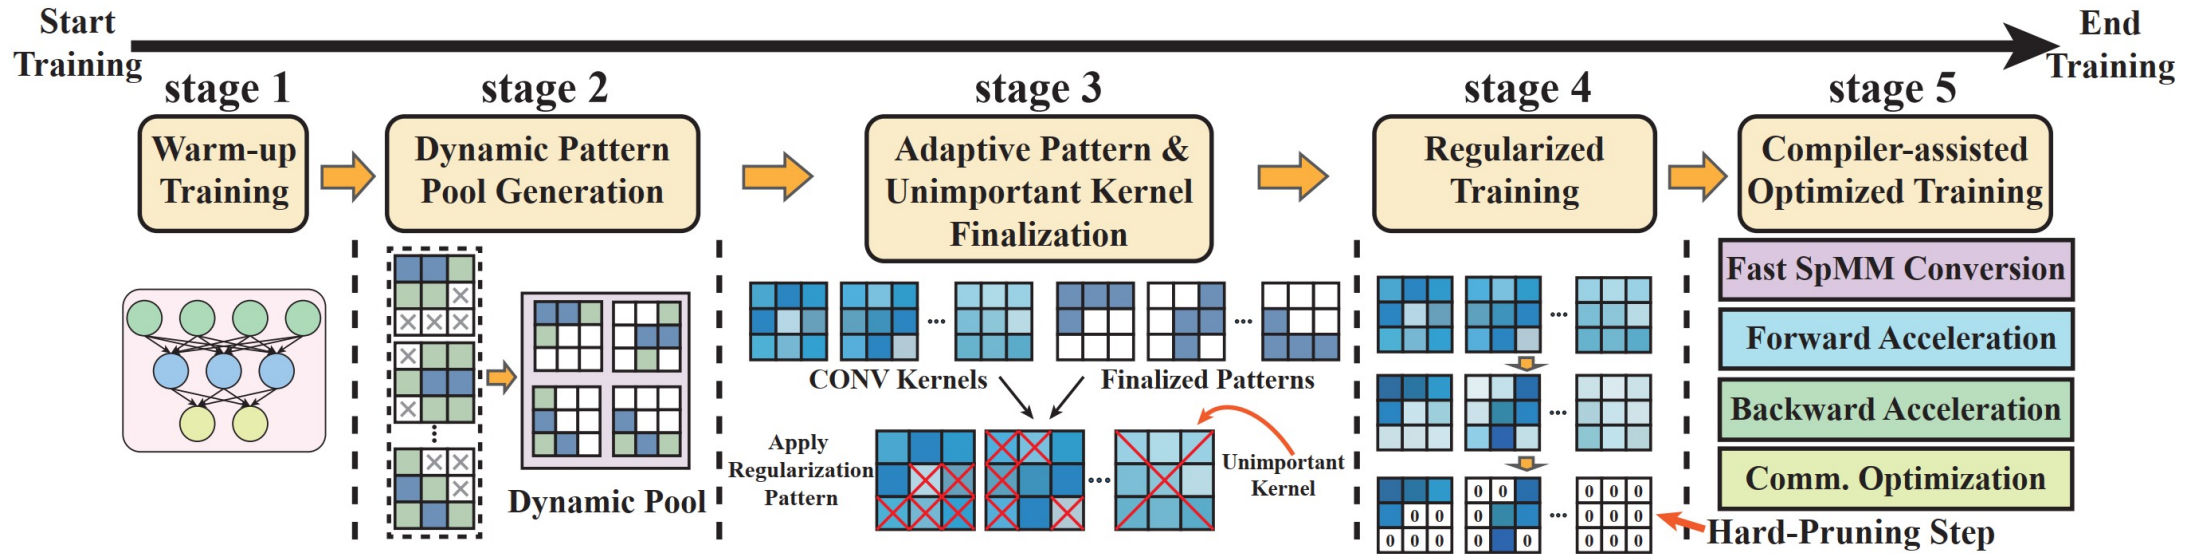 Start
Training
End
Training
stage 1
stage 2
stage 3
stage 4
stage 5
Warm-up
Training
Dynamic Pattern
Pool Generation
Adaptive Pattern &
Unimportant Kernel
Finalization
Regularized
Training
Compiler-assisted
Optimized Training
Dynamic Pool
...
...
...
CONV Kernels
Finalized Patterns
Apply
Regularization
Pattern
...
Unimportant
Kernel
...
...
0 0 0 0 0
0 0 0 0 0 0
0 0 0 0 0 ... 0 0 0
Hard-Pruning Step
Fast SpMM Conversion
Forward Acceleration
Backward Acceleration
Comm. Optimization